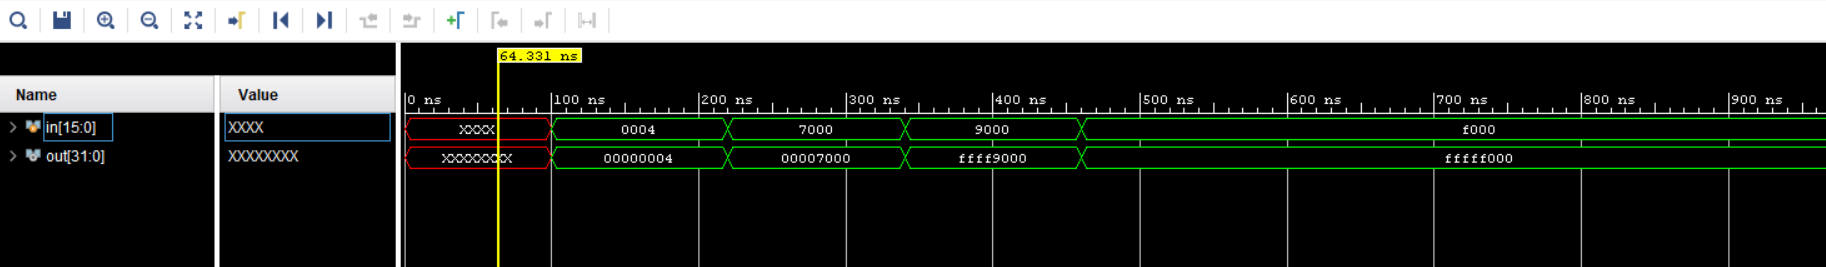 64.331 ns
Name Value
0 ns 100 ns 200 ns 300 ns 400 ns 500 ns 600 ns 700 ns 800 ns 900 ns
in[15:0] XXXX XXXX 0004 7000 9000 f000
out[31:0] XXXXXXXX XXXXXXXX 00000004 00007000 ffff9000 fffff000